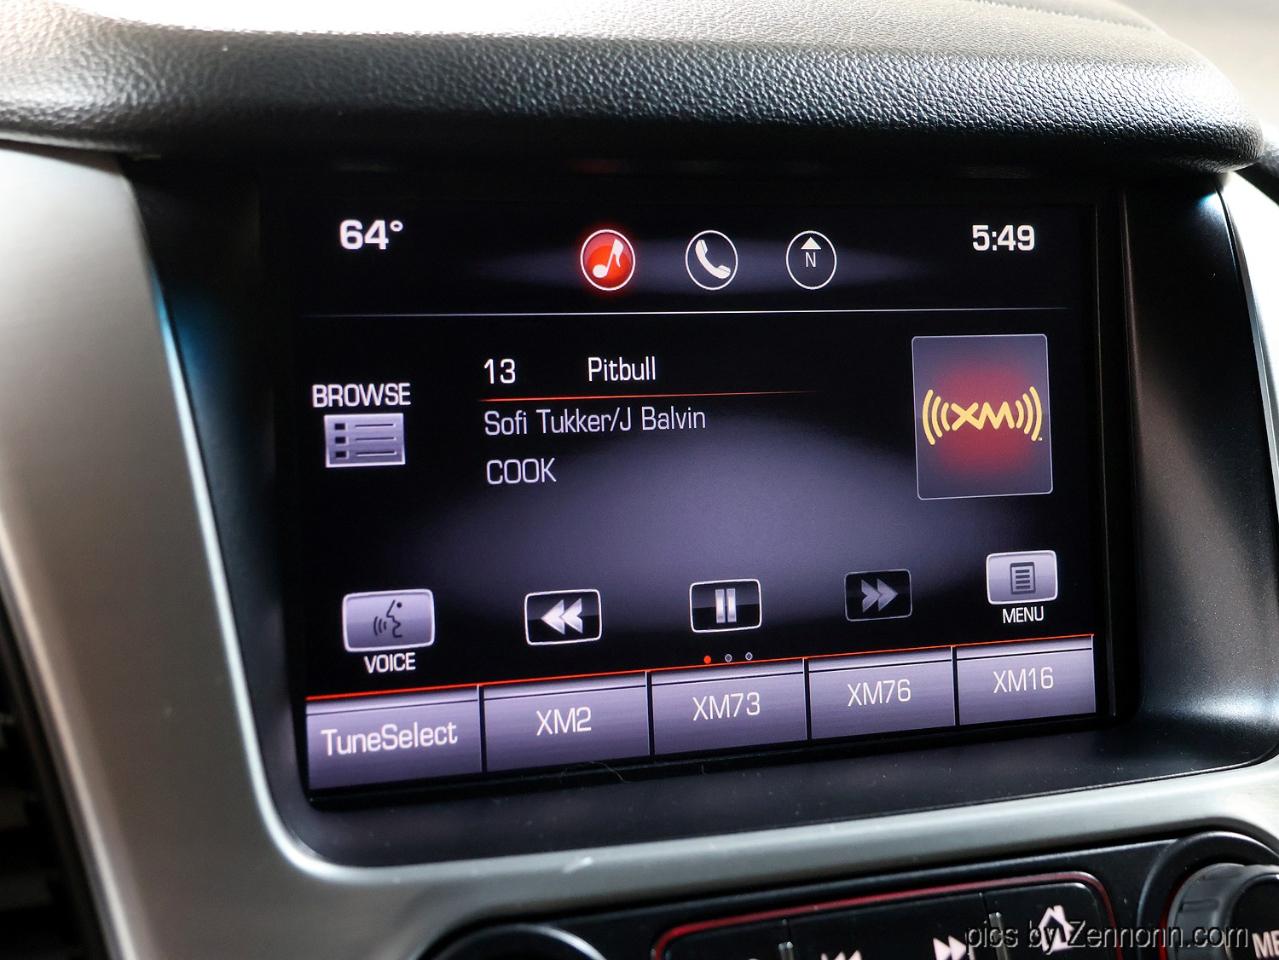 64°
N
5:49
13 Pitbull
BROWSE
Sofi Tukker/J Balvin
COOK
XM
VOICE
MENU
TuneSelect
XM2
XM73
XM76
XM16
pics by Zennonn.com